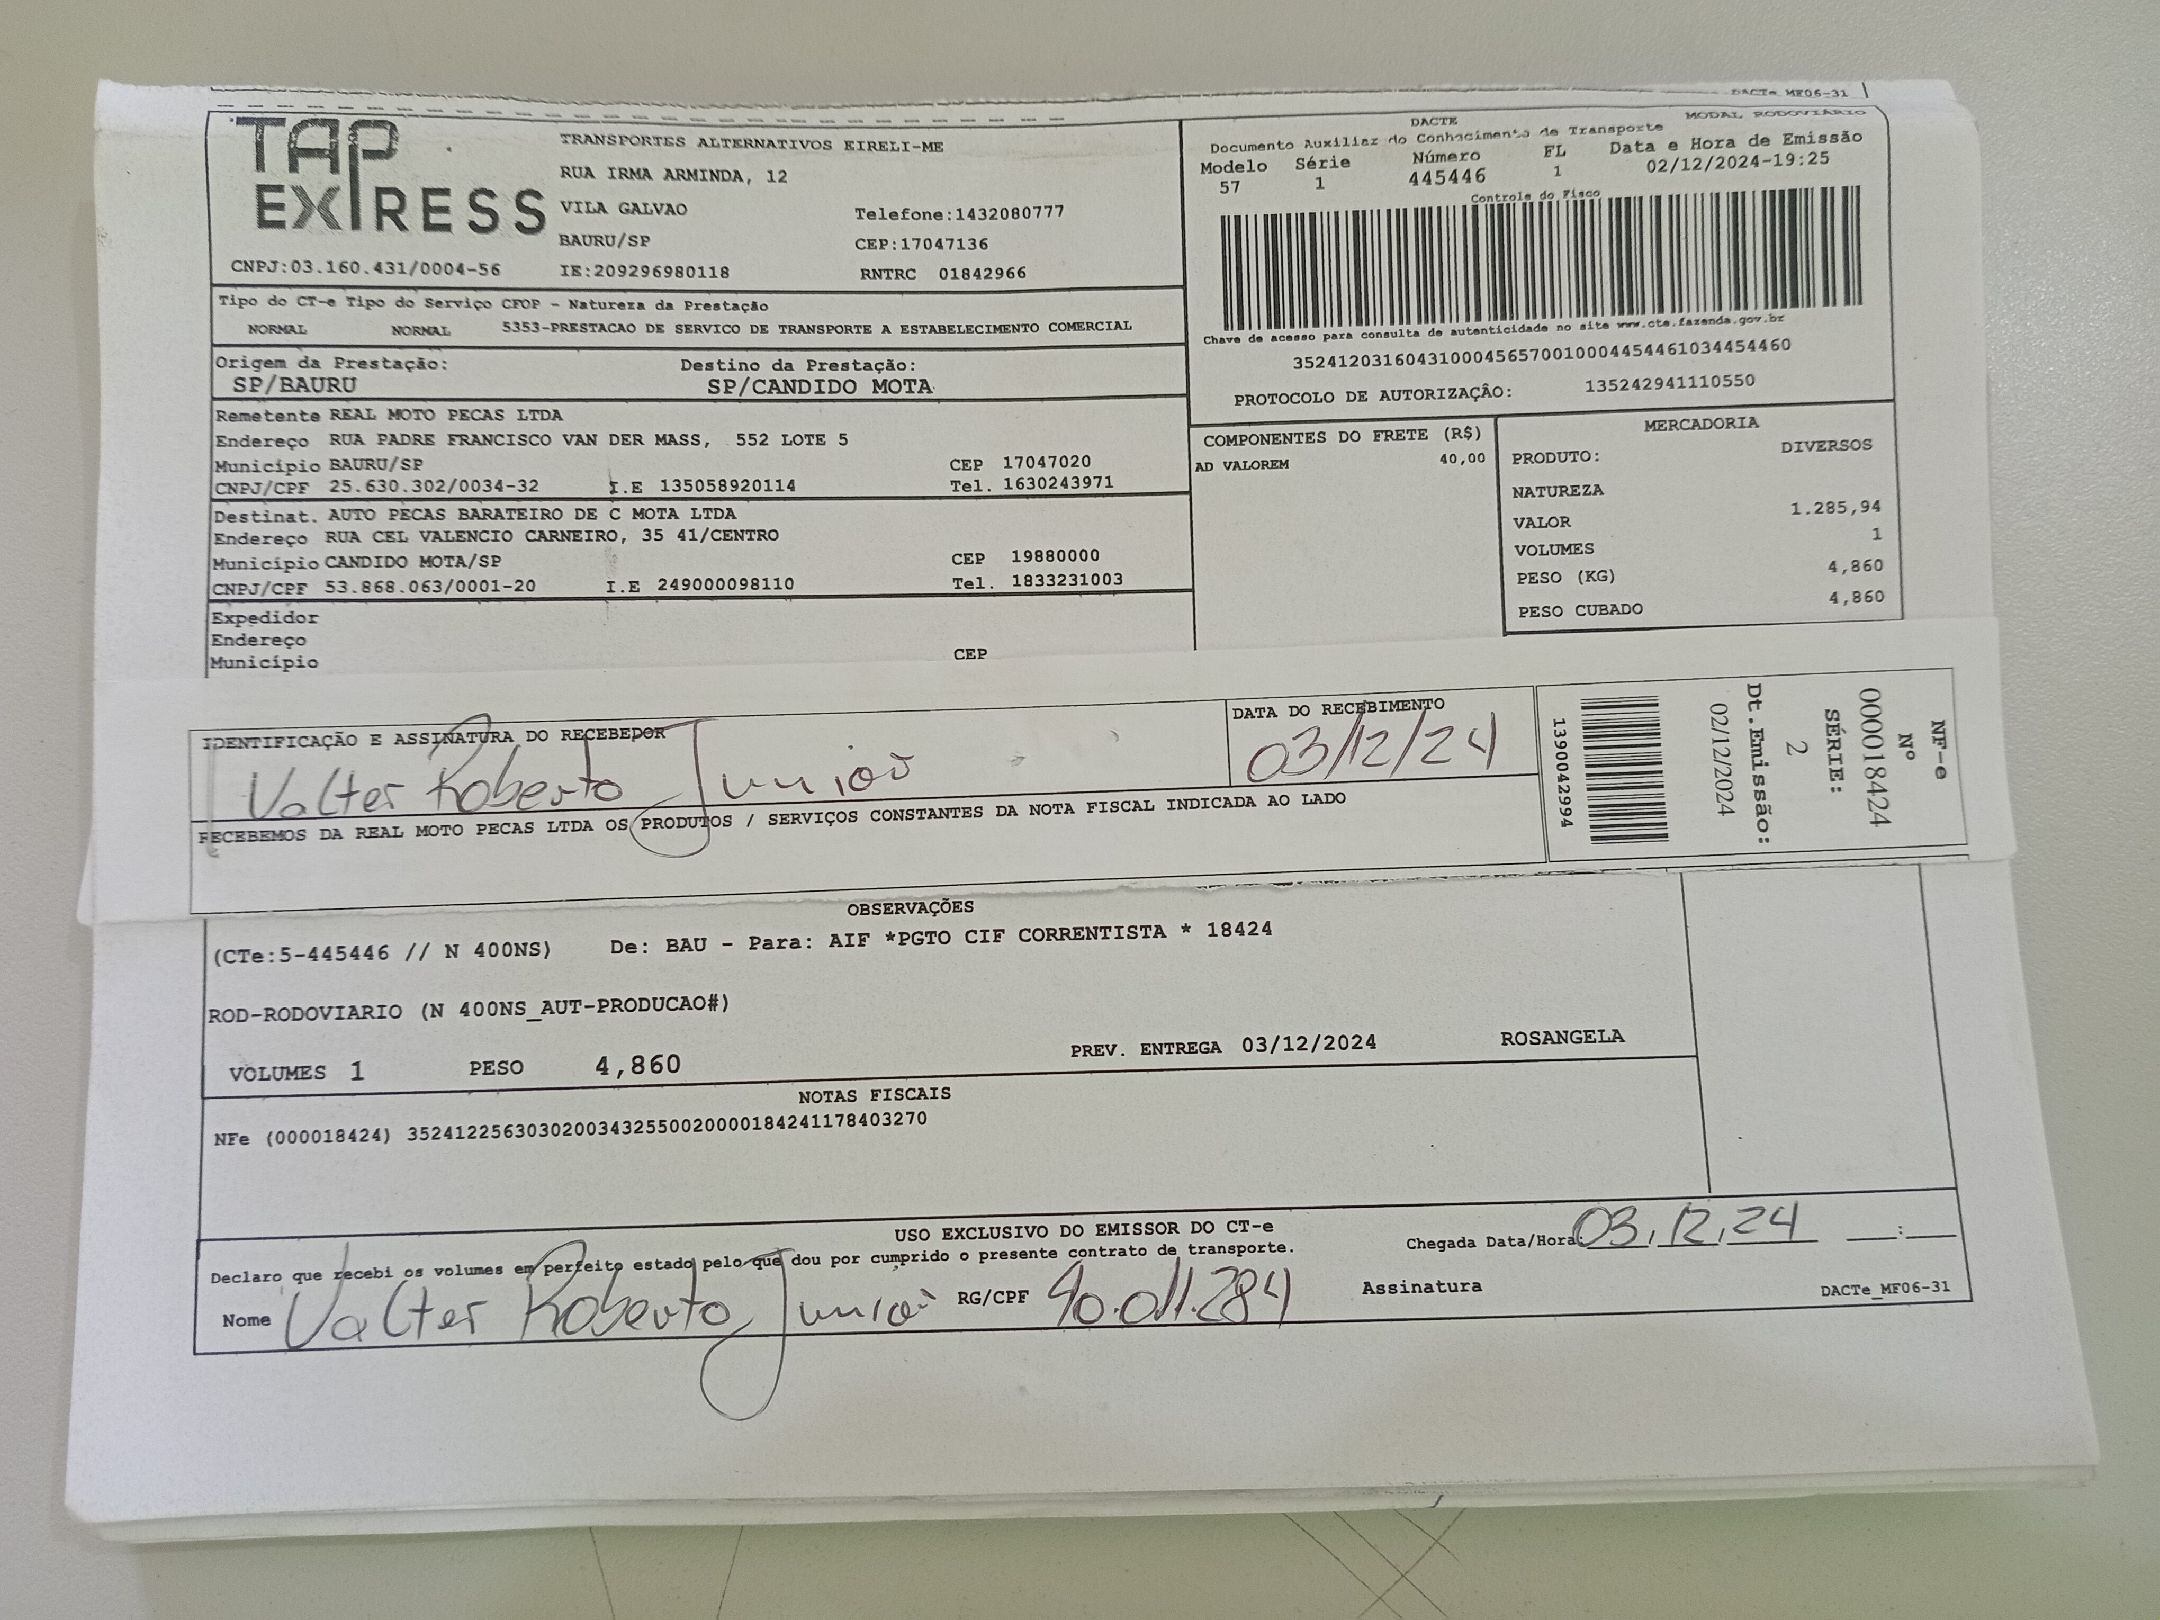 DACTe_MF06-31
TAP EXPRESS
TRANSPORTES ALTERNATIVOS EIRELI-ME
RUA IRMA ARMINDA, 12
VILA GALVAO Telefone:1432080777
BAURU/SP CEP:17047136
CNPJ:03.160.431/0004-56 IE:209296980118 RNTRC 01842966
DACTE MODAL RODOVIÁRIO
Documento Auxiliar do Conhecimento de Transporte
Modelo Série Número FL Data e Hora de Emissão
57 1 445446 1 02/12/2024-19:25
Controle do Fisco
Chave de acesso para consulta de autenticidade no site www.cte.fazenda.gov.br
35241203160431000456570010004454461034454460
PROTOCOLO DE AUTORIZAÇÂO: 135242941110550
Tipo do CT-e Tipo do Serviço CFOP - Natureza da Prestação
NORMAL NORMAL 5353-PRESTACAO DE SERVICO DE TRANSPORTE A ESTABELECIMENTO COMERCIAL
Origem da Prestação: Destino da Prestação:
SP/BAURU SP/CANDIDO MOTA
Remetente REAL MOTO PECAS LTDA
Endereço RUA PADRE FRANCISCO VAN DER MASS, 552 LOTE 5
Município BAURU/SP CEP 17047020
CNPJ/CPF 25.630.302/0034-32 I.E 135058920114 Tel. 1630243971
Destinat. AUTO PECAS BARATEIRO DE C MOTA LTDA
Endereço RUA CEL VALENCIO CARNEIRO, 35 41/CENTRO
Município CANDIDO MOTA/SP CEP 19880000
CNPJ/CPF 53.868.063/0001-20 I.E 249000098110 Tel. 1833231003
Expedidor
Endereço
Município CEP
COMPONENTES DO FRETE (R$)
AD VALOREM 40,00
MERCADORIA
PRODUTO: DIVERSOS
NATUREZA
VALOR 1.285,94
VOLUMES 1
PESO (KG) 4,860
PESO CUBADO 4,860
IDENTIFICAÇÃO E ASSINATURA DO RECEBEDOR
Valter Roberto Junior
DATA DO RECEBIMENTO
03/12/24
RECEBEMOS DA REAL MOTO PECAS LTDA OS PRODUTOS / SERVIÇOS CONSTANTES DA NOTA FISCAL INDICADA AO LADO
NF-e
Nº
000018424
SÉRIE:
2
Dt.Emissão:
02/12/2024
1390042994
OBSERVAÇÕES
(CTe:5-445446 // N 400NS) De: BAU - Para: AIF *PGTO CIF CORRENTISTA * 18424
ROD-RODOVIARIO (N 400NS_AUT-PRODUCAO#)
VOLUMES 1 PESO 4,860 PREV. ENTREGA 03/12/2024 ROSANGELA
NOTAS FISCAIS
NFe (000018424) 35241225630302003432550020000184241178403270
USO EXCLUSIVO DO EMISSOR DO CT-e
Declaro que recebi os volumes em perfeito estado pelo que dou por cumprido o presente contrato de transporte.
Chegada Data/Hora: 03,12,24 :
Nome Valter Roberto Junior RG/CPF 40.011.284 Assinatura
DACTe_MF06-31